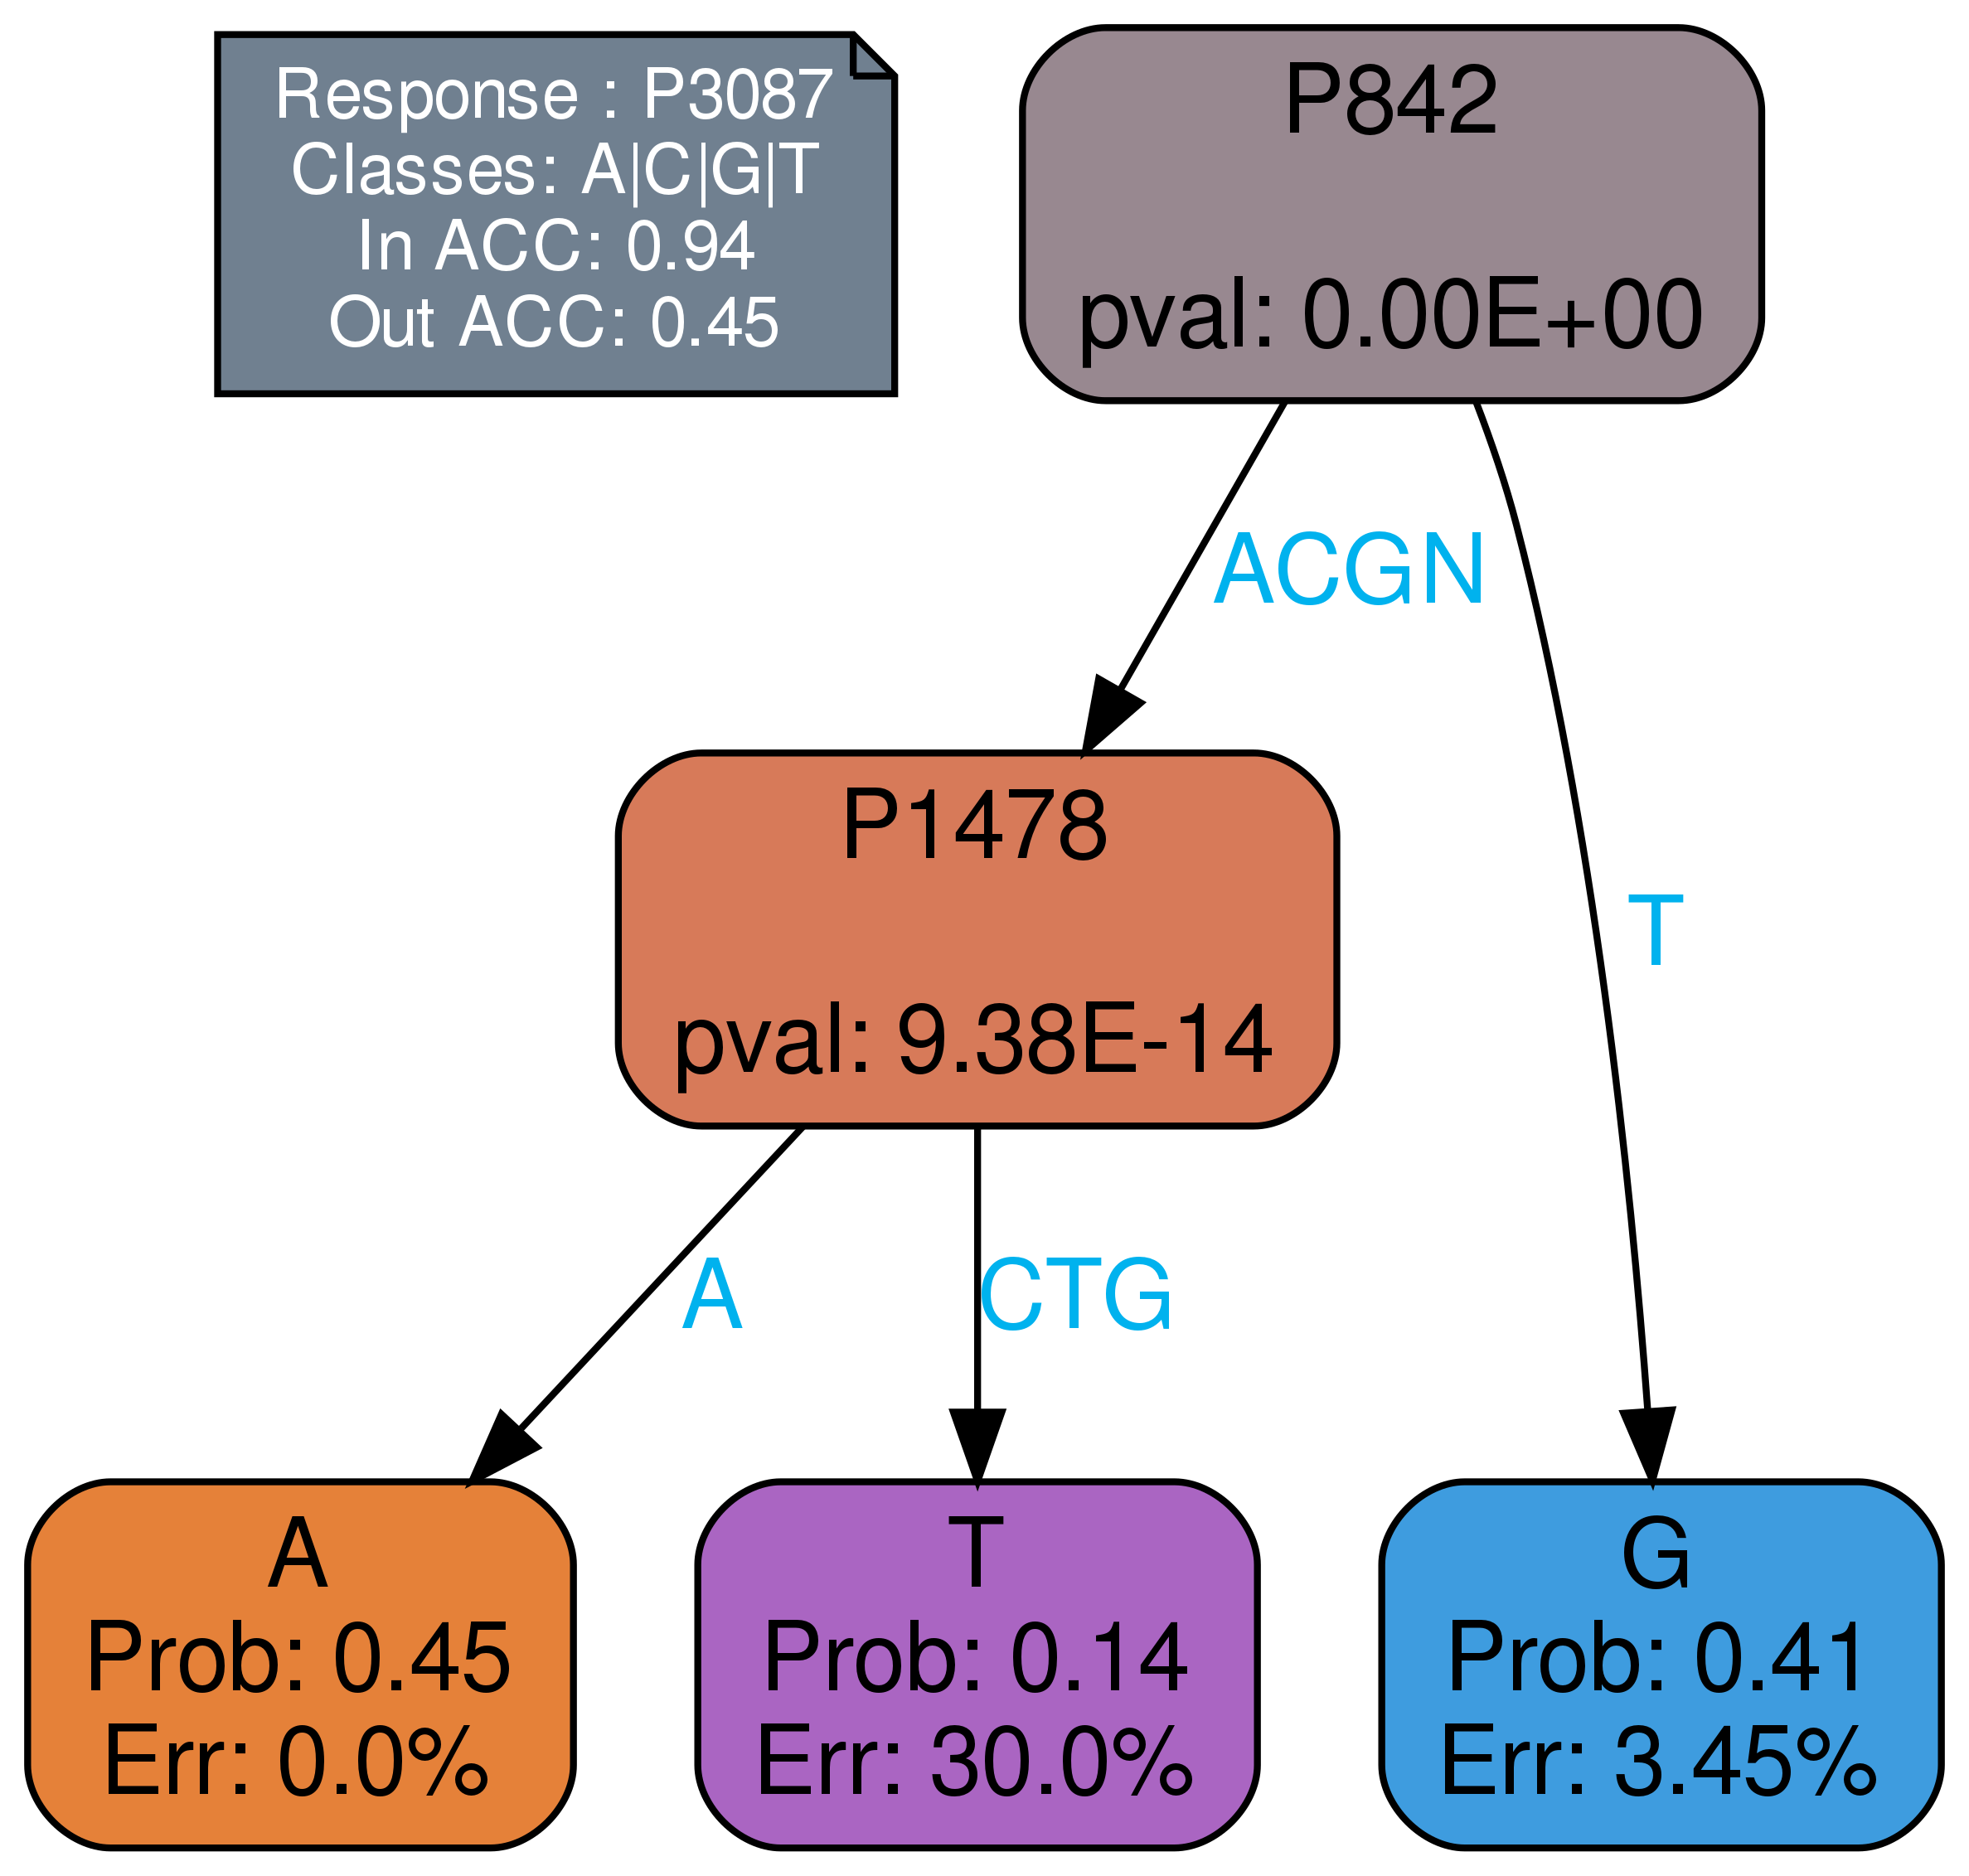 Response : P3087
Classes: A|C|G|T
In ACC: 0.94
Out ACC: 0.45
P842
pval: 0.00E+00
ACGN
T
P1478
pval: 9.38E-14
A
CTG
A
Prob: 0.45
Err: 0.0%
T
Prob: 0.14
Err: 30.0%
G
Prob: 0.41
Err: 3.45%